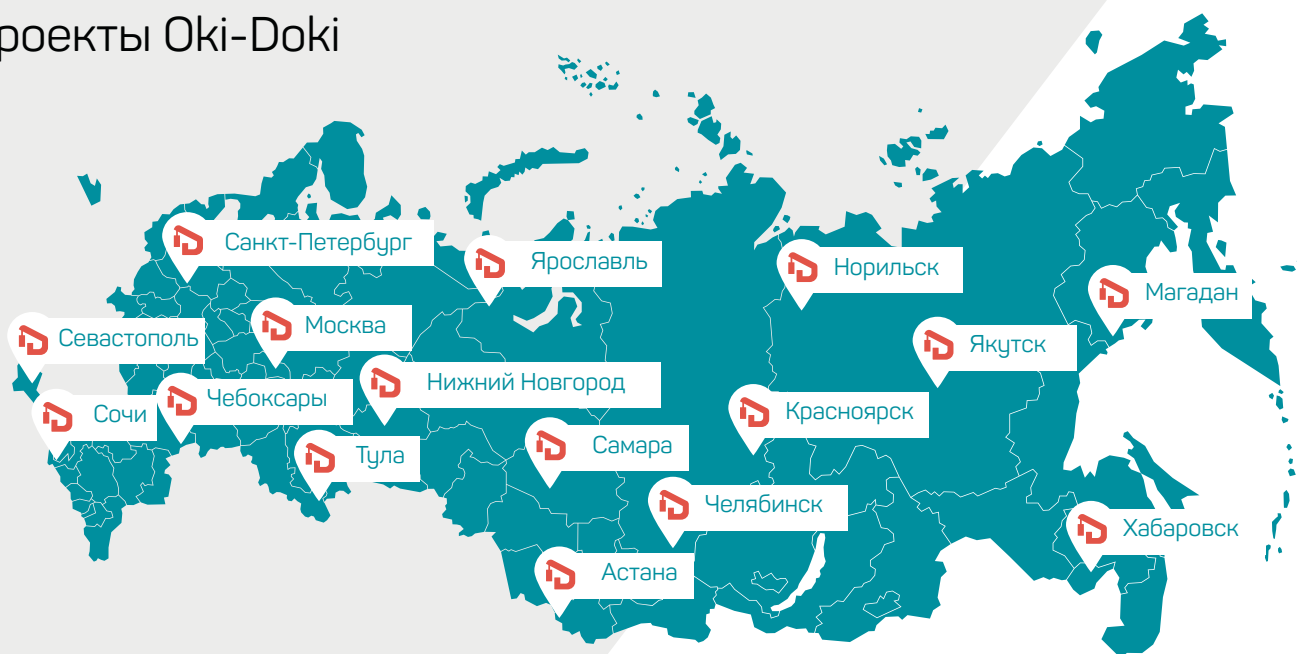 роекты Oki-Doki
Санкт-Петербург
Ярославль
Норильск
Магадан
Севастополь
Москва
Якутск
Нижний Новгород
Чебоксары
Сочи
Красноярск
Тула
Самара
Челябинск
Хабаровск
Астана